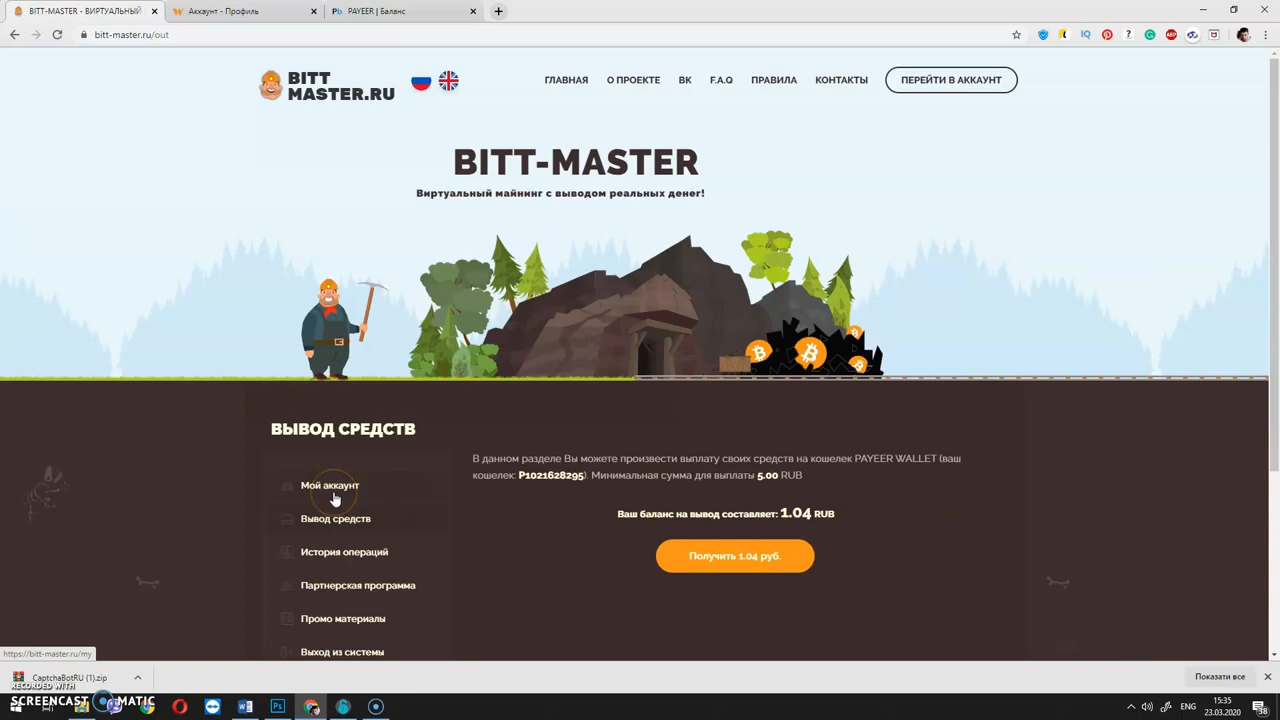 BITT-MASTER - ВИРТУАЛЬНЫЙ
Аккаунт - Профиль
PAYEER | Баланс
bitt-master.ru/out
BITT
MASTER.RU
ГЛАВНАЯ
О ПРОЕКТЕ
ВК
F.A.Q
ПРАВИЛА
КОНТАКТЫ
ПЕРЕЙТИ В АККАУНТ
BITT-MASTER
Виртуальный майнинг с выводом реальных денег!
ВЫВОД СРЕДСТВ
Мой аккаунт
Вывод средств
История операций
Партнерская программа
Промо материалы
Выход из системы
В данном разделе Вы можете произвести выплату своих средств на кошелек PAYEER WALLET (ваш
кошелек: P1021628295). Минимальная сумма для выплаты 5.00 RUB
Ваш баланс на вывод составляет: 1.04 RUB
Получить 1.04 руб.
https://bitt-master.ru/my
CaptchaBotRU (1).zip
Показати все
RECORDED WITH
SCREENCAST MATIC
ENG
15:35
23.03.2020
38